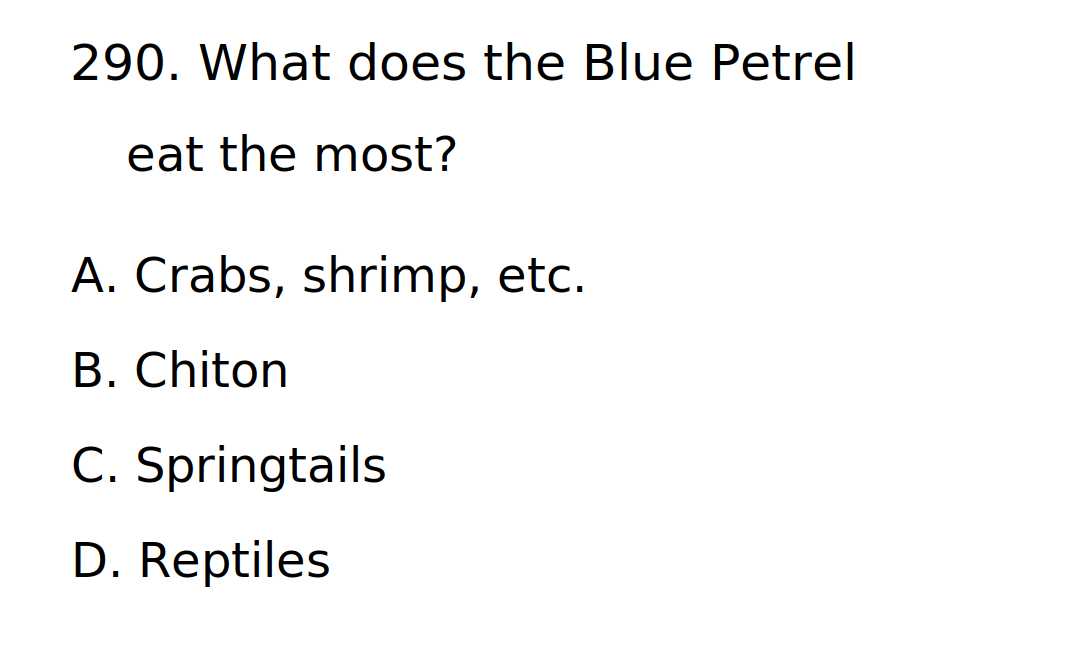 290. What does the Blue Petrel
eat the most?
A. Crabs, shrimp, etc.
B. Chiton
C. Springtails
D. Reptiles